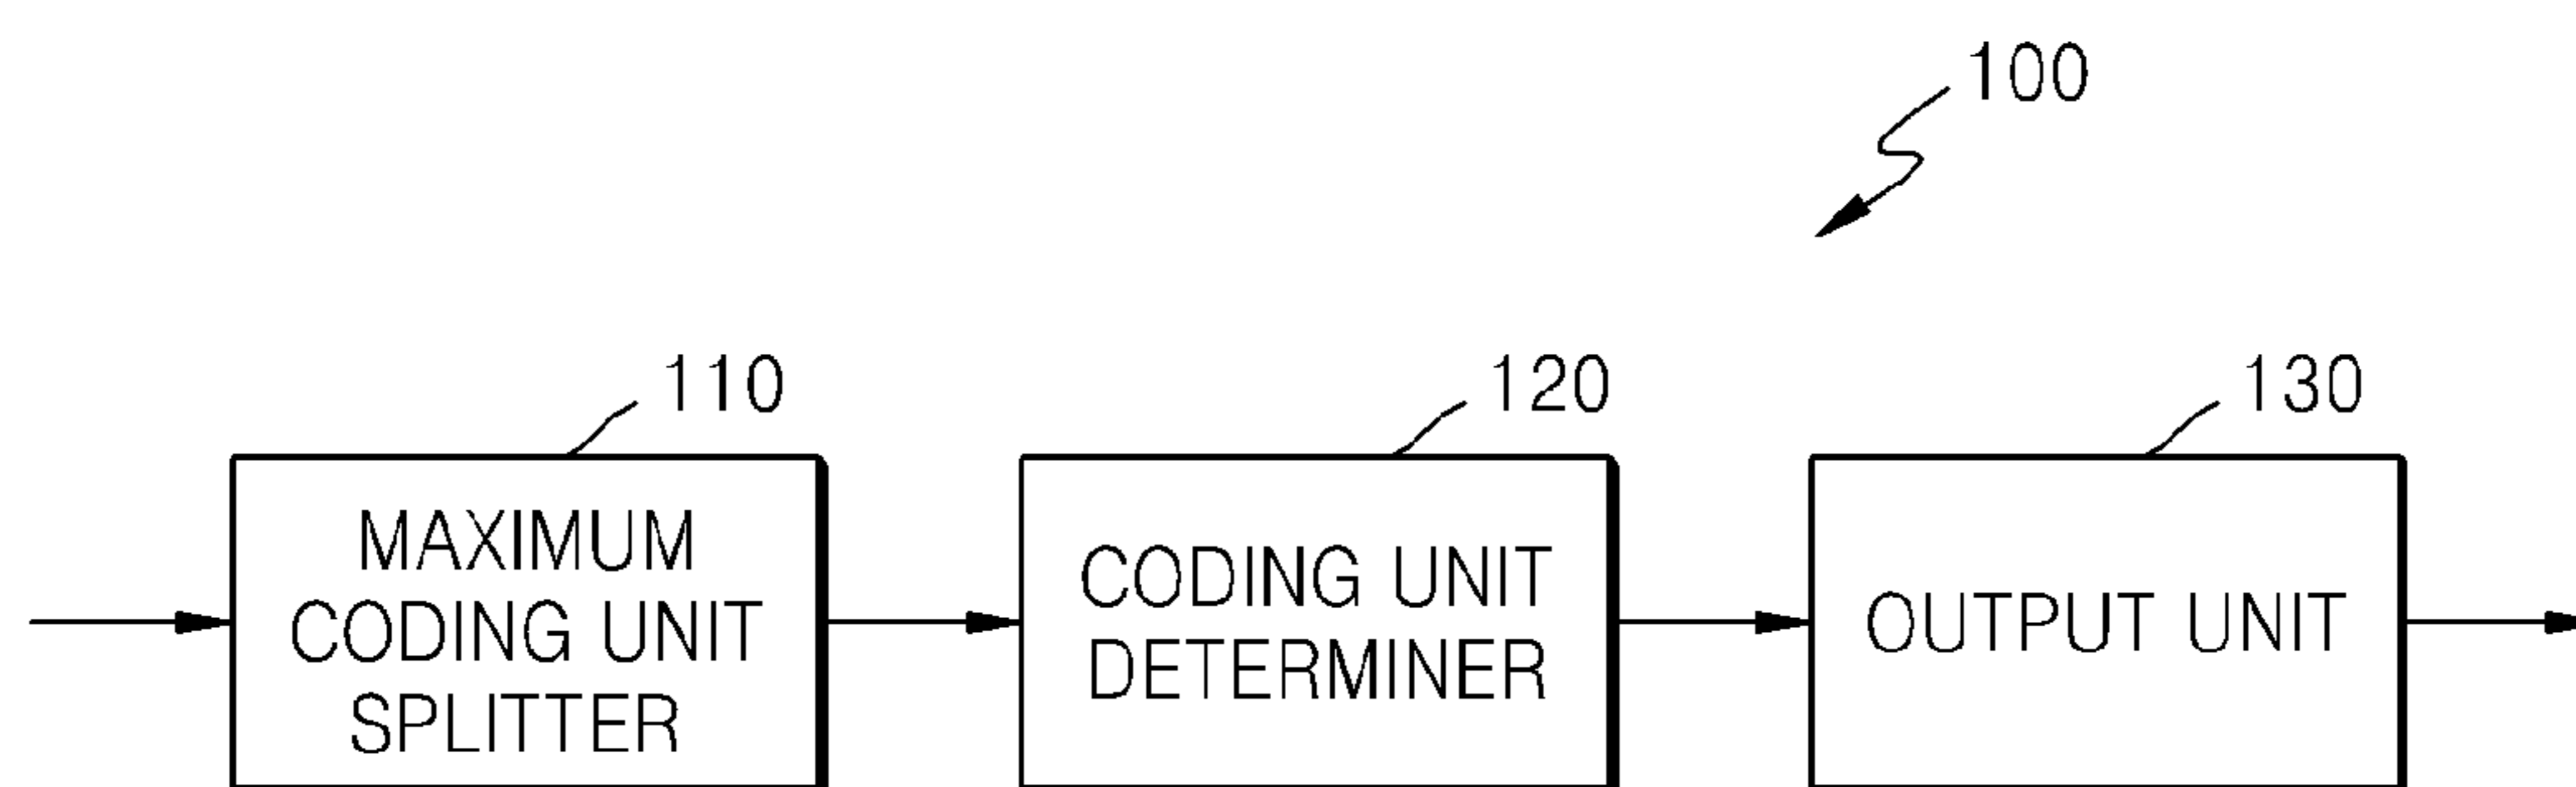 100
110
120
130
MAXIMUM
CODING UNIT
SPLITTER
CODING UNIT
DETERMINER
OUTPUT UNIT